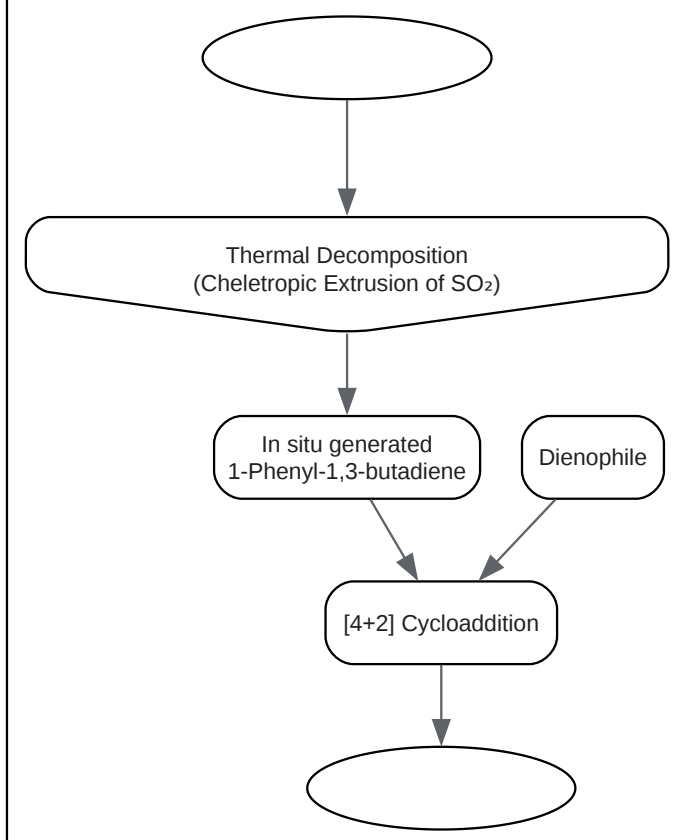 Thermal Decomposition
(Cheletropic Extrusion of SO₂)
In situ generated
1-Phenyl-1,3-butadiene
Dienophile
[4+2] Cycloaddition